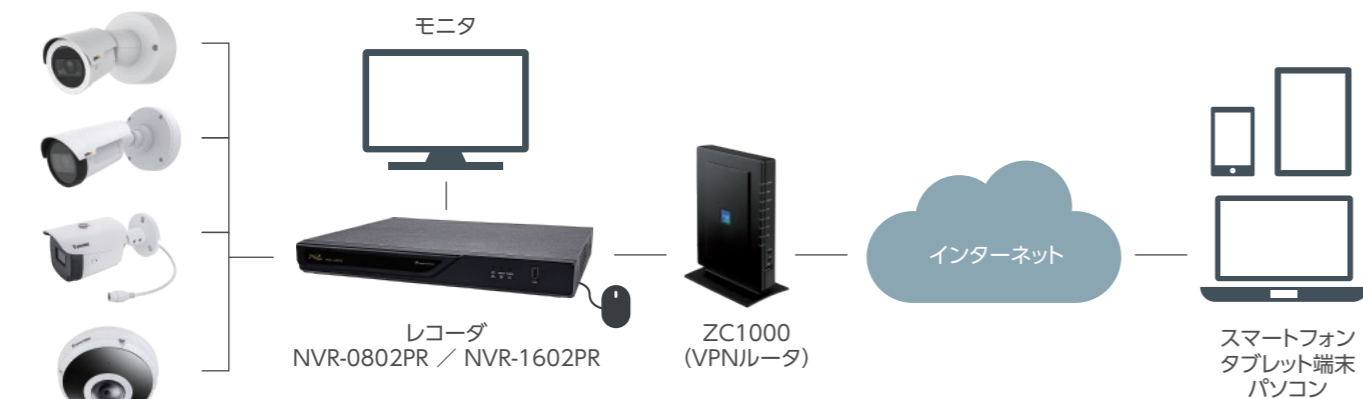 モニタ
レコーダ
NVR-0802PR ／ NVR-1602PR
ZC1000
（VPNルータ）
インターネット
スマートフォン
タブレット端末
パソコン